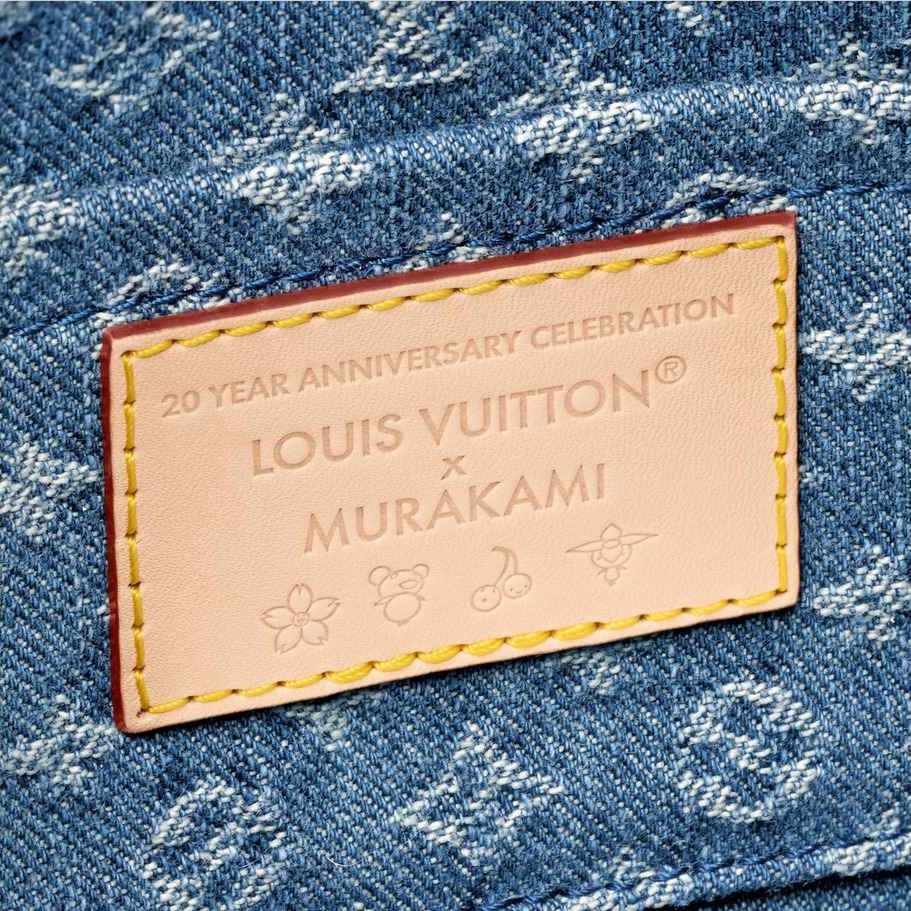 20 YEAR ANNIVERSARY CELEBRATION
LOUIS VUITTON®
x
MURAKAMI